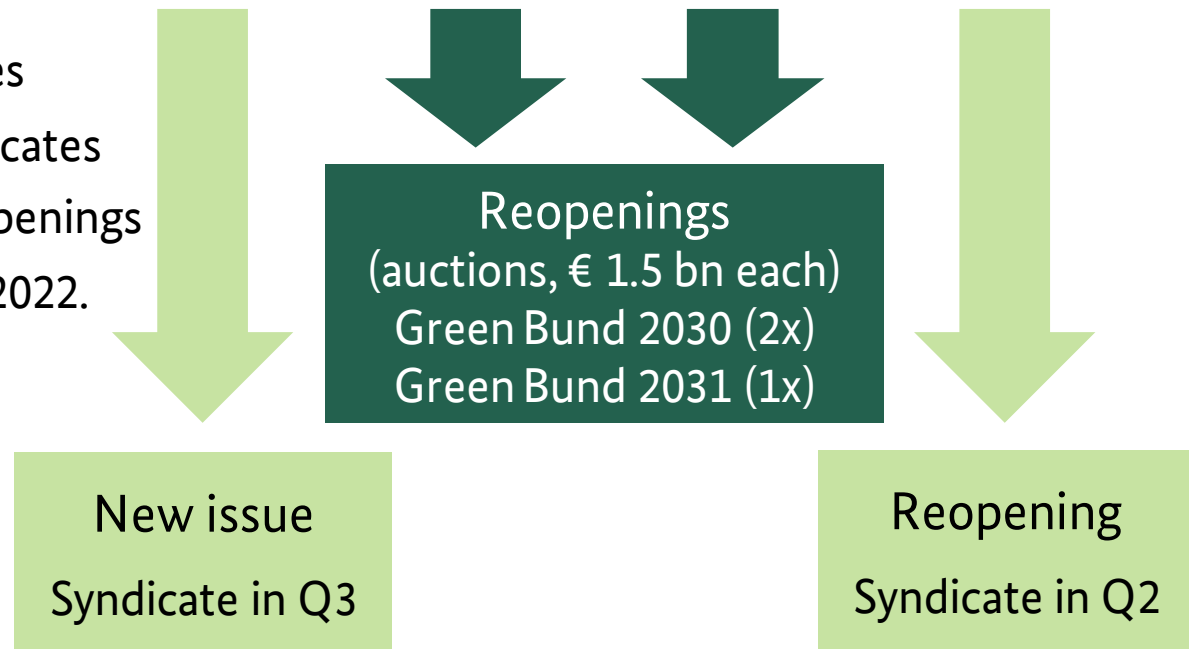 es
cates
penings
2022.
Reopenings
(auctions, € 1.5 bn each)
Green Bund 2030 (2x)
Green Bund 2031 (1x)
New issue
Syndicate in Q3
Reopening
Syndicate in Q2